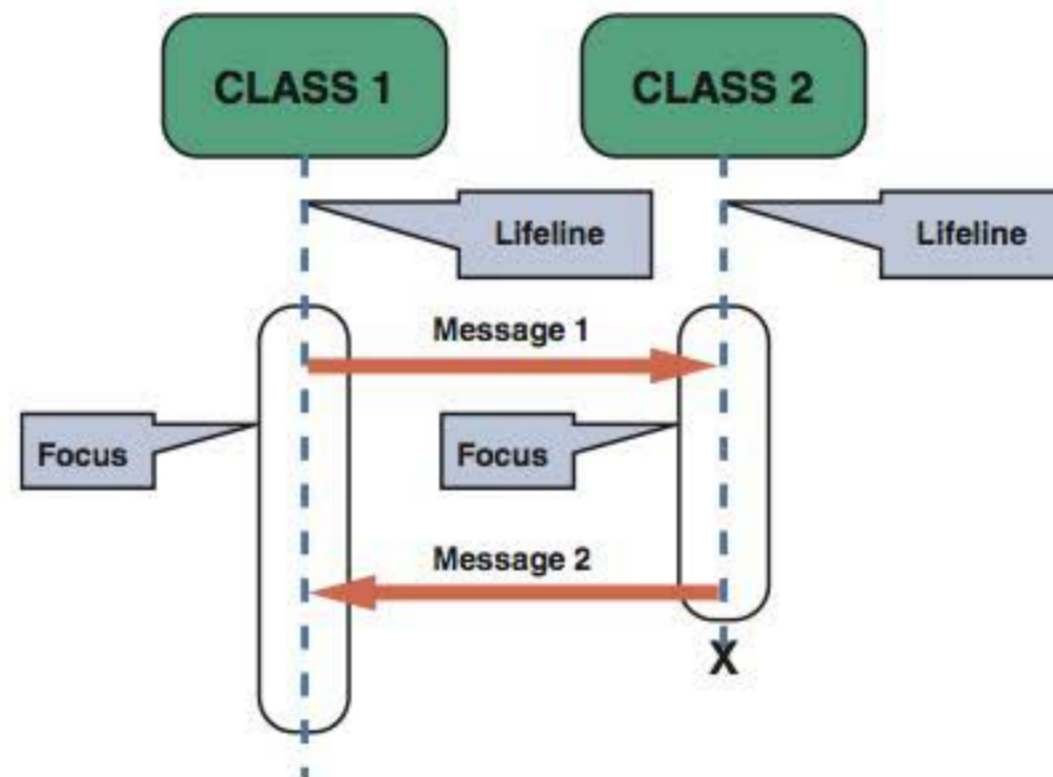 CLASS 1
CLASS 2
Lifeline
Lifeline
Message 1
Focus
Focus
Message 2
X